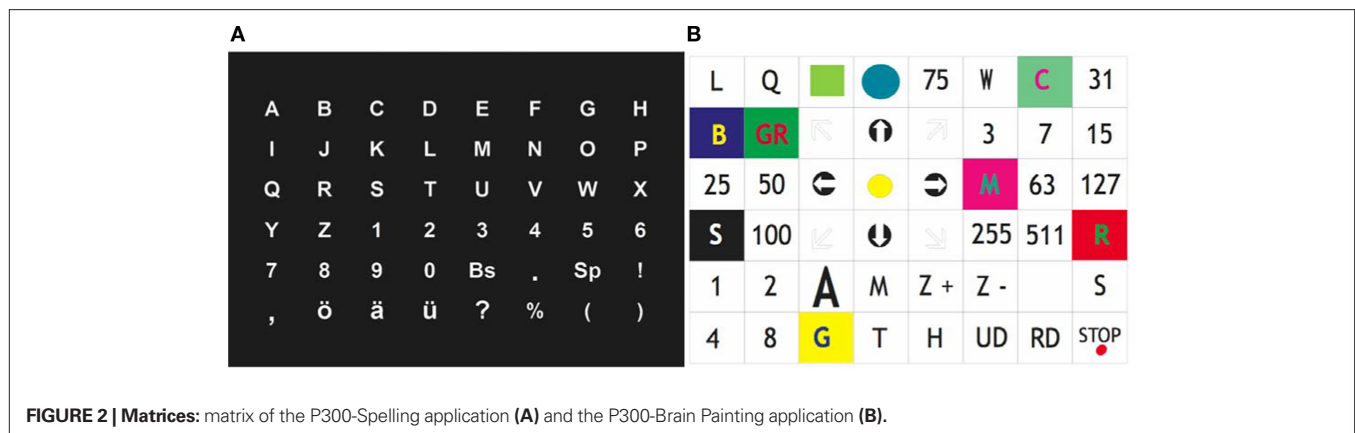 A
B
A B C D E F G H
I J K L M N O P
Q R S T U V W X
Y Z 1 2 3 4 5 6
7 8 9 0 Bs . Sp !
, ö ä ü ? % ( )
L Q 75 W C 31
B GR 3 7 15
25 50 M 63 127
S 100 255 511 R
1 2 A M Z + Z - S
4 8 G T H UD RD STOP
FIGURE 2 | Matrices: matrix of the P300-Spelling application (A) and the P300-Brain Painting application (B).